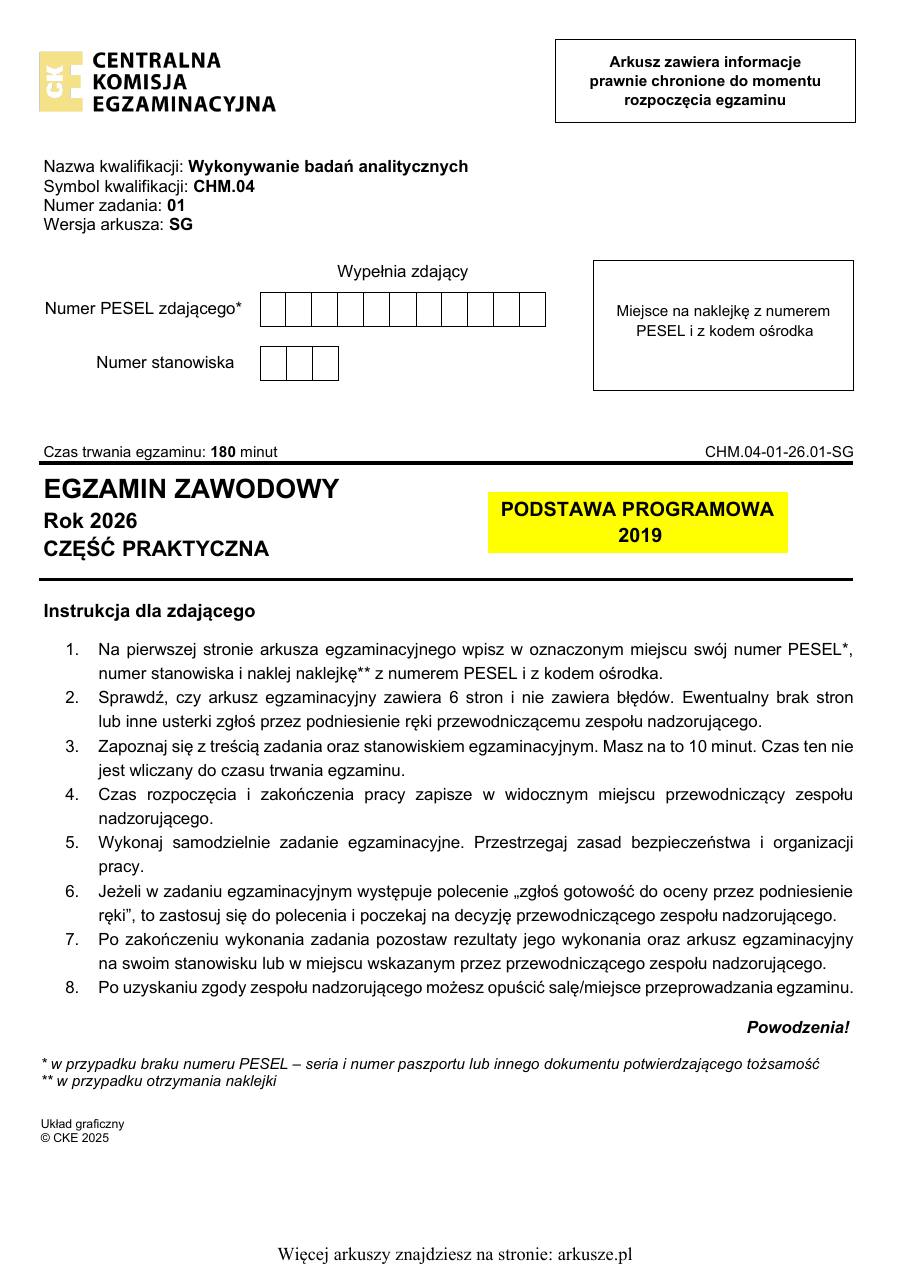 CK
CENTRALNA
KOMISJA
EGZAMINACYJNA
Arkusz zawiera informacje
prawnie chronione do momentu
rozpoczęcia egzaminu
Nazwa kwalifikacji: Wykonywanie badań analitycznych
Symbol kwalifikacji: CHM.04
Numer zadania: 01
Wersja arkusza: SG
Wypełnia zdający
Numer PESEL zdającego*
Numer stanowiska
Miejsce na naklejkę z numerem
PESEL i z kodem ośrodka
Czas trwania egzaminu: 180 minut
CHM.04-01-26.01-SG
EGZAMIN ZAWODOWY
Rok 2026
CZĘŚĆ PRAKTYCZNA
PODSTAWA PROGRAMOWA
2019
Instrukcja dla zdającego
1. Na pierwszej stronie arkusza egzaminacyjnego wpisz w oznaczonym miejscu swój numer PESEL*,
numer stanowiska i naklej naklejkę** z numerem PESEL i z kodem ośrodka.
2. Sprawdź, czy arkusz egzaminacyjny zawiera 6 stron i nie zawiera błędów. Ewentualny brak stron
lub inne usterki zgłoś przez podniesienie ręki przewodniczącemu zespołu nadzorującego.
3. Zapoznaj się z treścią zadania oraz stanowiskiem egzaminacyjnym. Masz na to 10 minut. Czas ten nie
jest wliczany do czasu trwania egzaminu.
4. Czas rozpoczęcia i zakończenia pracy zapisze w widocznym miejscu przewodniczący zespołu
nadzorującego.
5. Wykonaj samodzielnie zadanie egzaminacyjne. Przestrzegaj zasad bezpieczeństwa i organizacji
pracy.
6. Jeżeli w zadaniu egzaminacyjnym występuje polecenie „zgłoś gotowość do oceny przez podniesienie
ręki”, to zastosuj się do polecenia i poczekaj na decyzję przewodniczącego zespołu nadzorującego.
7. Po zakończeniu wykonania zadania pozostaw rezultaty jego wykonania oraz arkusz egzaminacyjny
na swoim stanowisku lub w miejscu wskazanym przez przewodniczącego zespołu nadzorującego.
8. Po uzyskaniu zgody zespołu nadzorującego możesz opuścić salę/miejsce przeprowadzania egzaminu.
Powodzenia!
* w przypadku braku numeru PESEL – seria i numer paszportu lub innego dokumentu potwierdzającego tożsamość
** w przypadku otrzymania naklejki
Układ graficzny
© CKE 2025
Więcej arkuszy znajdziesz na stronie: arkusze.pl